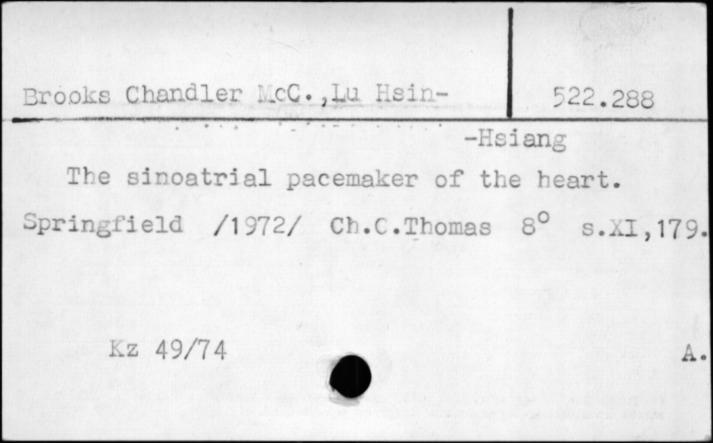 Brooks Chandler McC.,Lu Hsin- 522.288
-Hsiang
The sinoatrial pacemaker of the heart.
Springfield /1972/ Ch.C.Thomas 8° s.XI,179.
Kz 49/74 A.